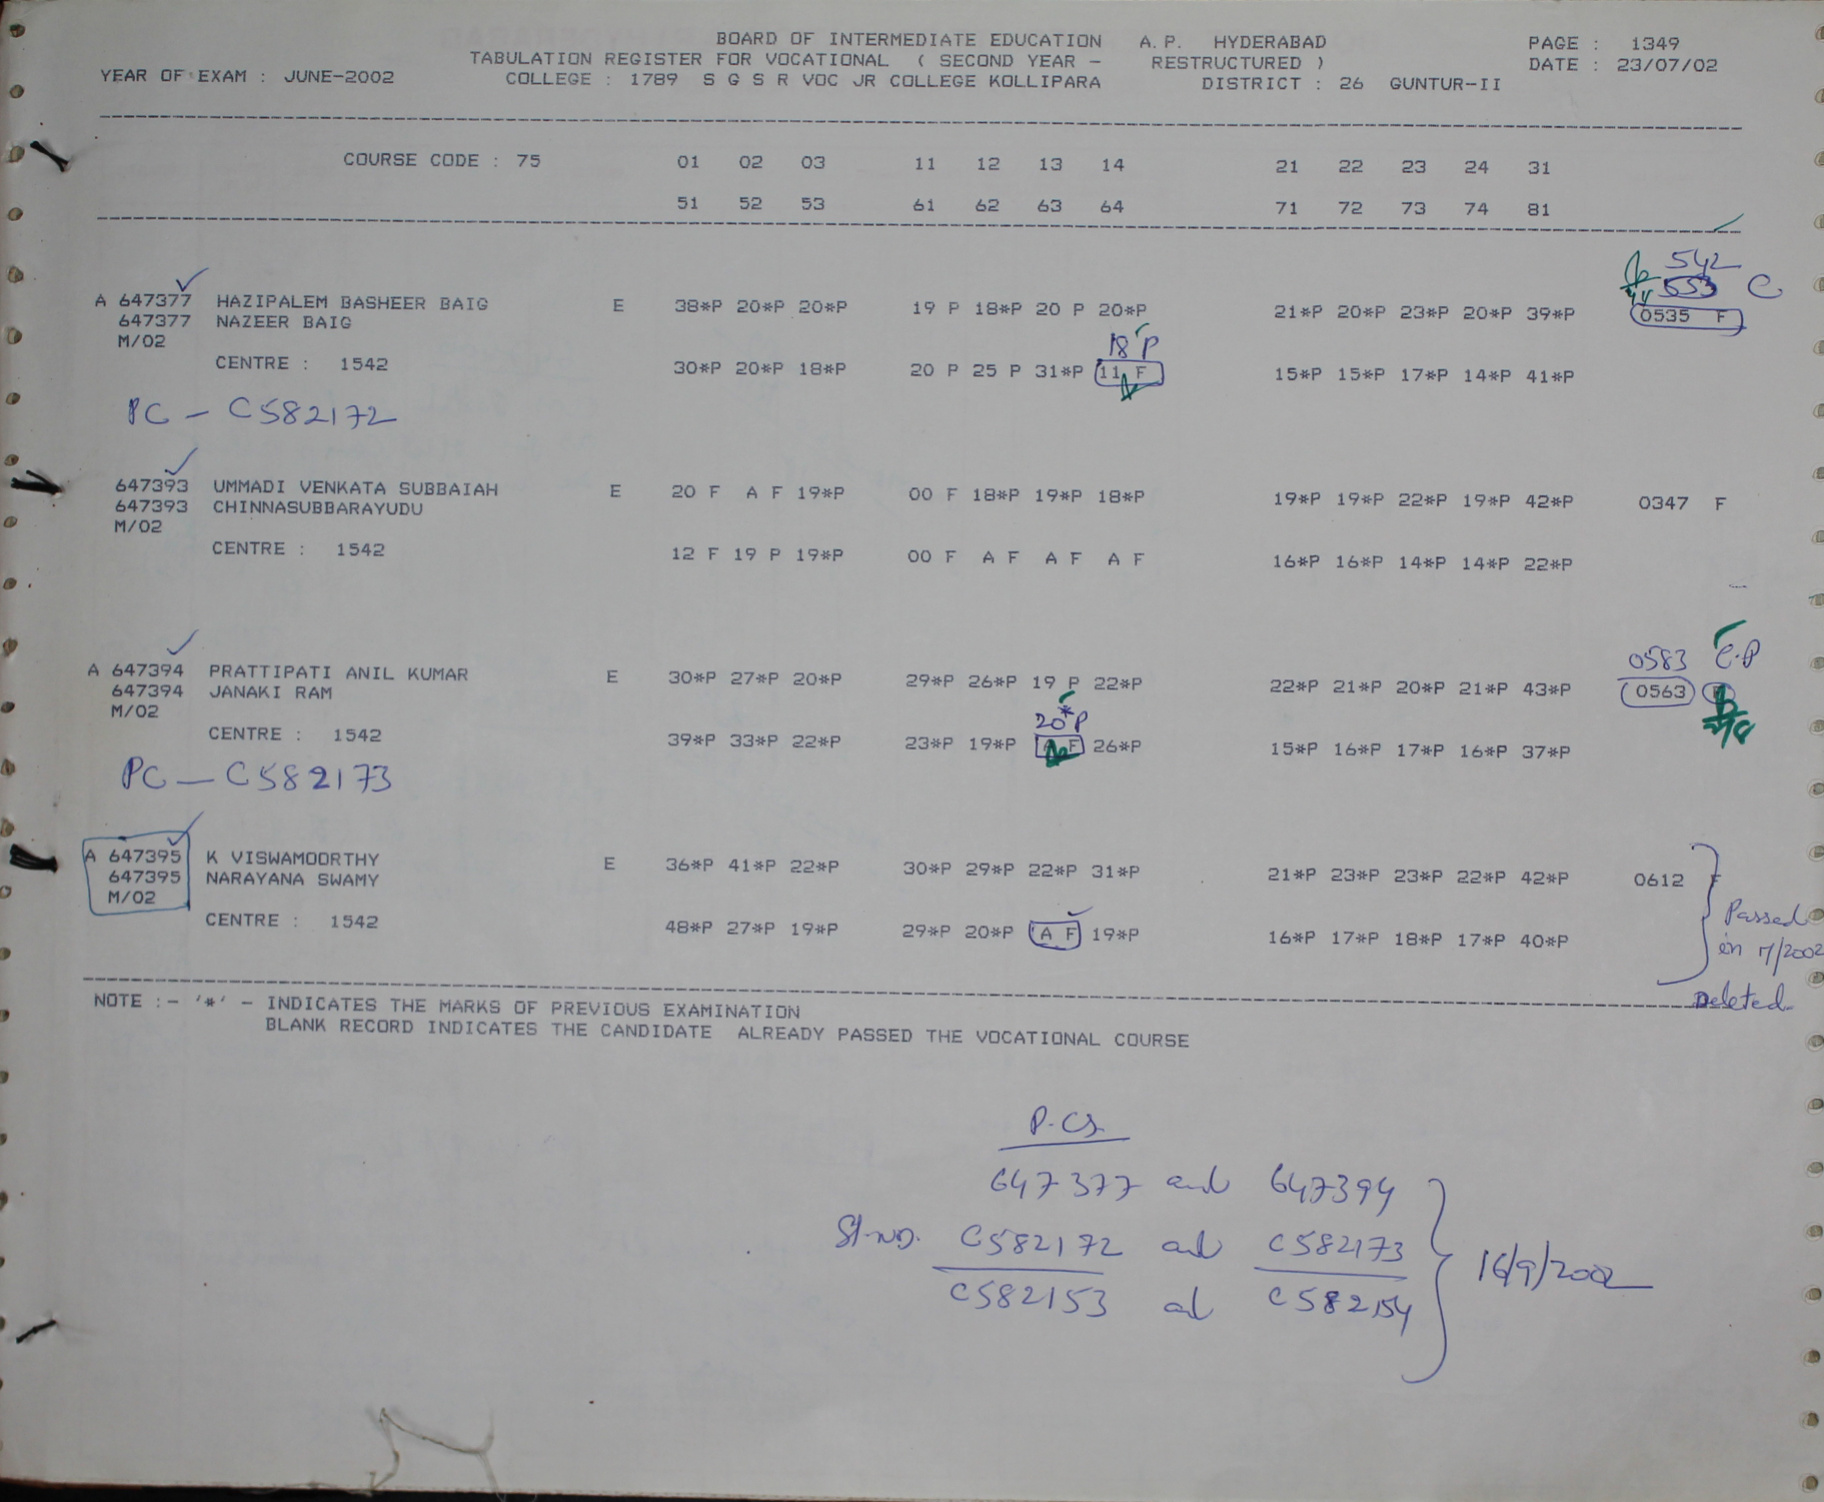 BOARD OF INTERMEDIATE EDUCATION A.P. HYDERABAD PAGE : 1349
TABULATION REGISTER FOR VOCATIONAL ( SECOND YEAR - RESTRUCTURED ) DATE : 23/07/02
YEAR OF EXAM : JUNE-2002 COLLEGE : 1789 S G S R VOC JR COLLEGE KOLLIPARA DISTRICT : 26 GUNTUR-II
COURSE CODE : 75 01 02 03 11 12 13 14 21 22 23 24 31
51 52 53 61 62 63 64 71 72 73 74 81
542
C
A 647377 HAZIPALEM BASHEER BAIG E 38*P 20*P 20*P 19 P 18*P 20 P 20*P 21*P 20*P 23*P 20*P 39*P 0535 F
647377 NAZEER BAIG
M/02
18 P
CENTRE : 1542 30*P 20*P 18*P 20 P 25 P 31*P 11 F 15*P 15*P 17*P 14*P 41*P
PC - C582172
647393 UMMADI VENKATA SUBBAIAH E 20 F A F 19*P 00 F 18*P 19*P 18*P 19*P 19*P 22*P 19*P 42*P 0347 F
647393 CHINNASUBBARAYUDU
M/02
CENTRE : 1542 12 F 19 P 19*P 00 F A F A F A F 16*P 16*P 14*P 14*P 22*P
0583 C.P
A 647394 PRATTIPATI ANIL KUMAR E 30*P 27*P 20*P 29*P 26*P 19 P 22*P 22*P 21*P 20*P 21*P 43*P 0563
647394 JANAKI RAM
M/02
20*P
CENTRE : 1542 39*P 33*P 22*P 23*P 19*P A F 26*P 15*P 16*P 17*P 16*P 37*P
PC - C582173
A 647395 K VISWAMOORTHY E 36*P 41*P 22*P 30*P 29*P 22*P 31*P 21*P 23*P 23*P 22*P 42*P 0612 F
647395 NARAYANA SWAMY
M/02
Passed
CENTRE : 1542 48*P 27*P 19*P 29*P 20*P A F 19*P 16*P 17*P 18*P 17*P 40*P
in 7/2002
Deleted
NOTE :- '*' - INDICATES THE MARKS OF PREVIOUS EXAMINATION
BLANK RECORD INDICATES THE CANDIDATE ALREADY PASSED THE VOCATIONAL COURSE
P.Cs.
647377 and 647394
Sl.No. C582172 and C582173
C582153 and C582154
16/9/2002